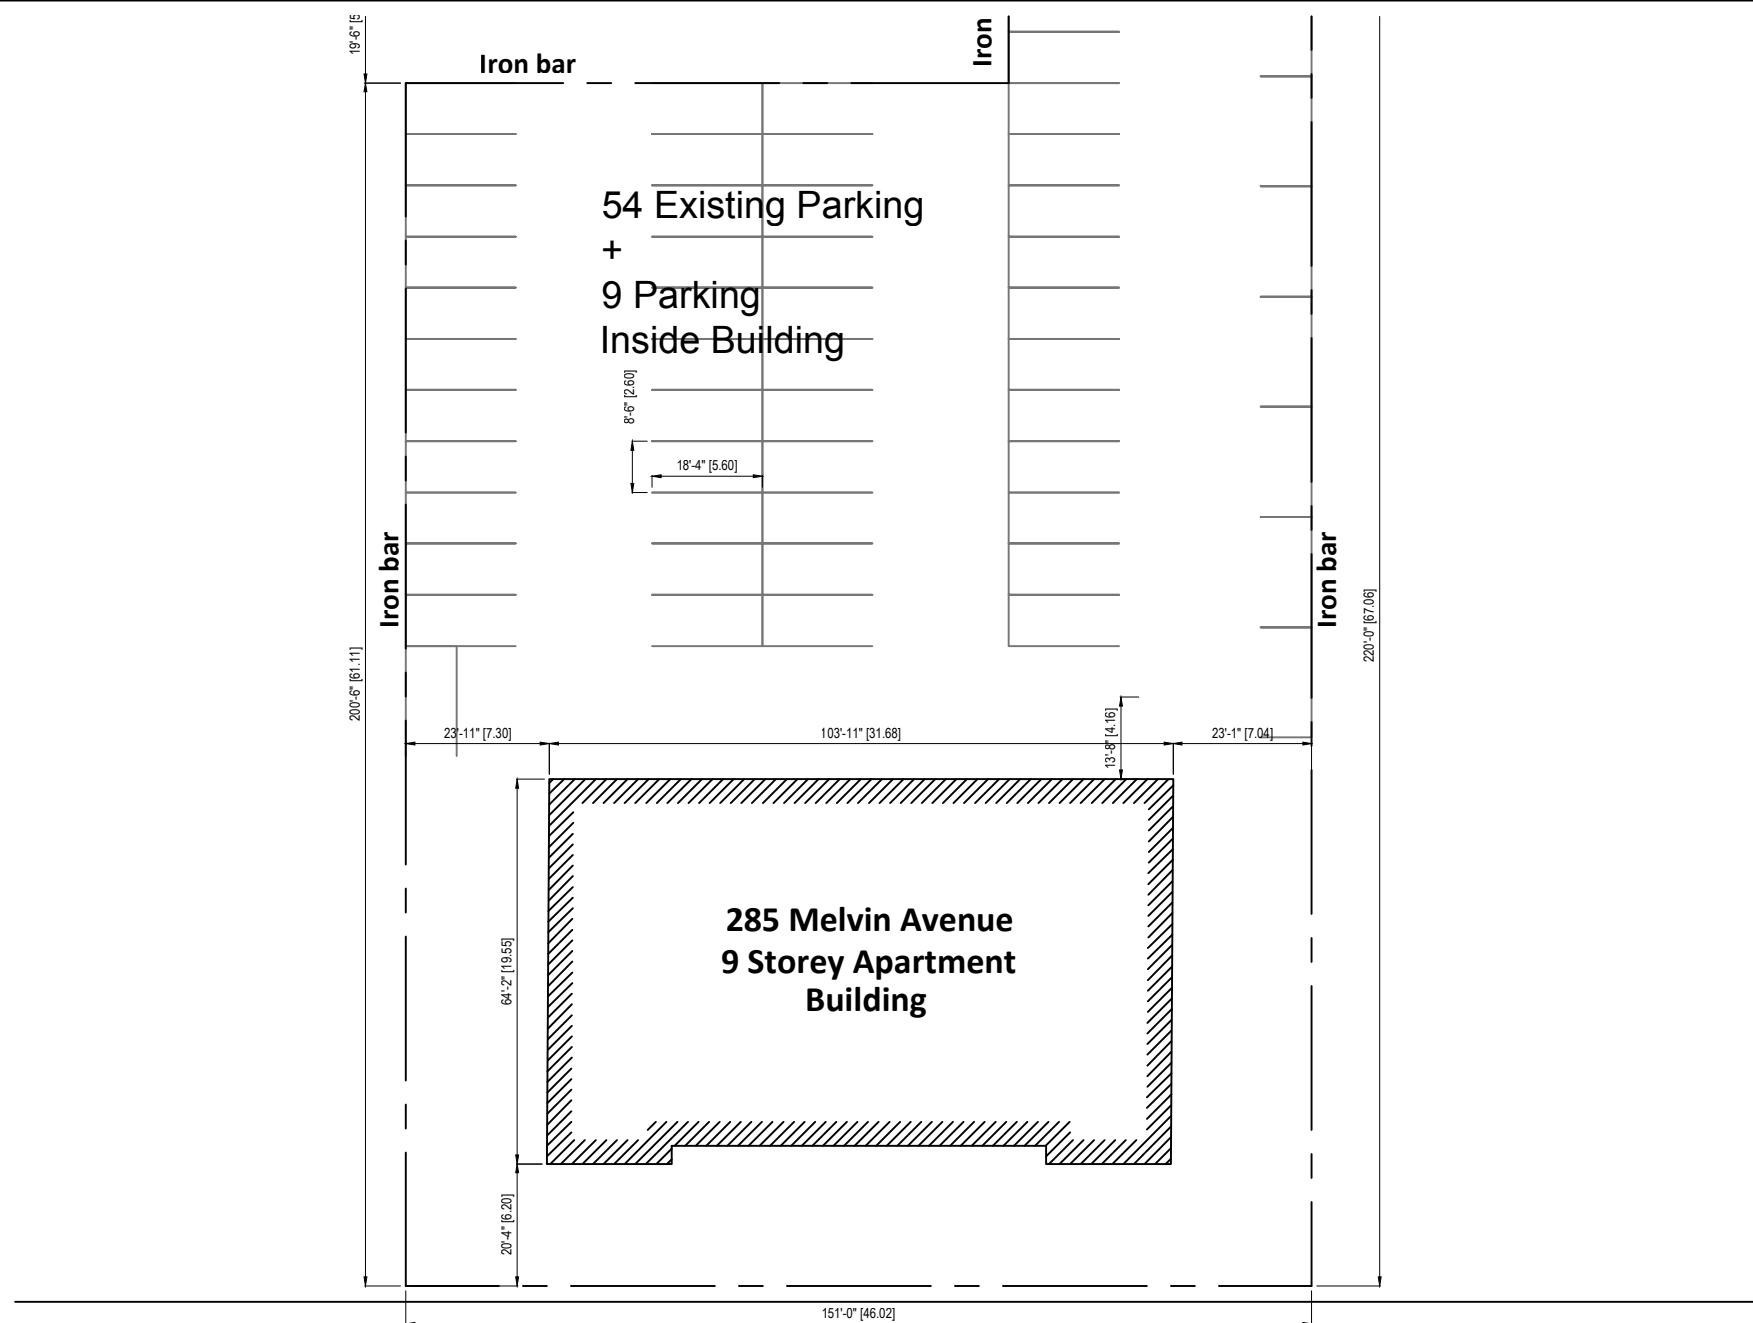 19'-6" [5
Iron bar
Iron
54 Existing Parking
+
9 Parking
Inside Building
8'-6" [2.60]
18'-4" [5.60]
Iron bar
Iron bar
200'-6" [61.11]
220'-0" [67.06]
23'-11" [7.30]
103'-11" [31.68]
13'-8" [4.16]
23'-1" [7.04]
285 Melvin Avenue
9 Storey Apartment
Building
64'-2" [19.55]
20'-4" [6.20]
151'-0" [46.02]